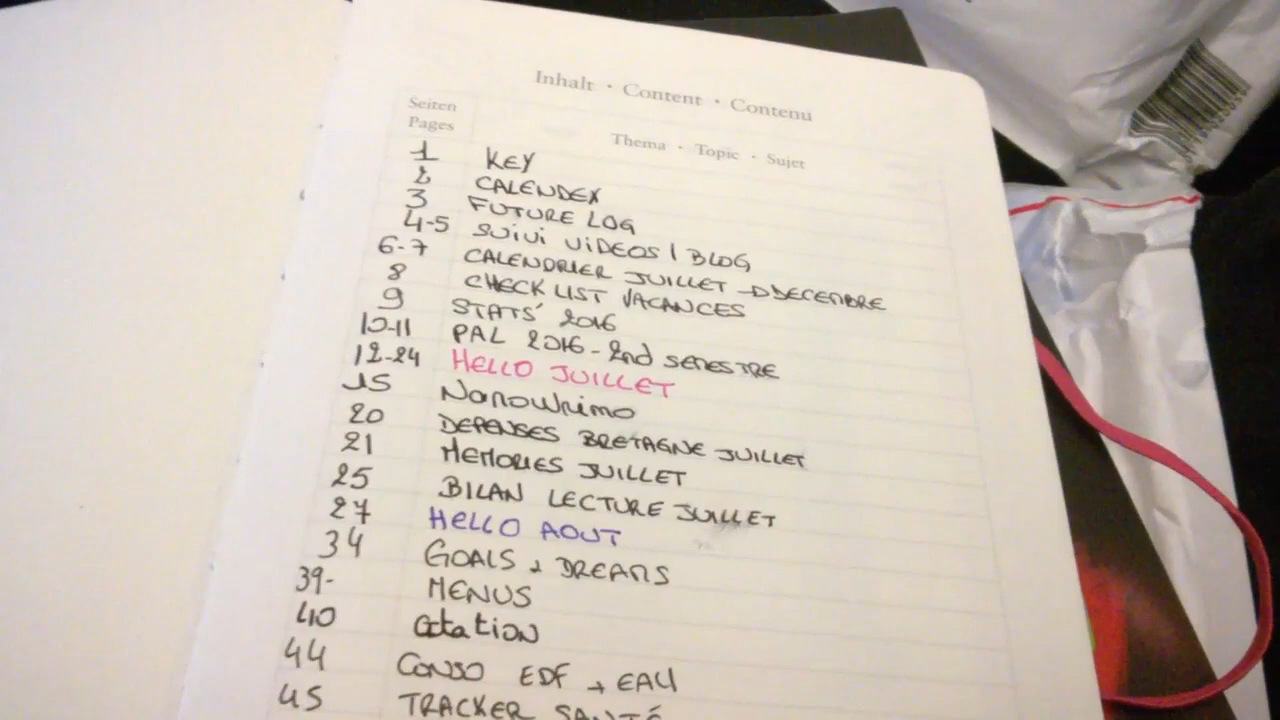 Inhalt · Content · Contenu
Seiten
Pages
Thema · Topic · Sujet
1 KEY
2 CALENDEX
3 FUTURE LOG
4-5 SUIVI VIDEOS / BLOG
6-7 CALENDRIER JUILLET → DECEMBRE
8 CHECK LIST VACANCES
9 STATS' 2016
10-11 PAL 2016 - 2nd SEMESTRE
12-24 HELLO JUILLET
15 NanoWrimo
20 DEPENSES BRETAGNE JUILLET
21 MEMORIES JUILLET
25 BILAN LECTURE JUILLET
27 HELLO AOUT
34 GOALS + DREAMS
39- MENUS
40 Citation
44 CONSO EDF + EAU
45 TRACKER SANTÉ